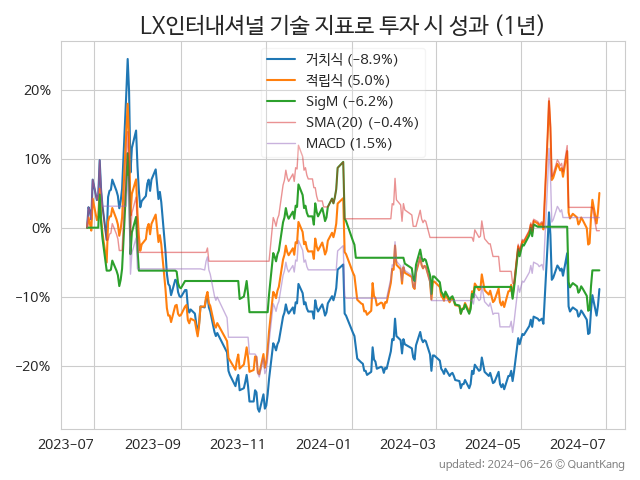 LX인터내셔널 기술 지표로 투자 시 성과 (1년)
거치식 (−8.9%)
적립식 (5.0%)
SigM (−6.2%)
SMA(20) (−0.4%)
MACD (1.5%)
20%
10%
0%
−10%
−20%
2023-07 2023-09 2023-11 2024-01 2024-03 2024-05 2024-07
updated: 2024-06-26 ⓒ QuantKang